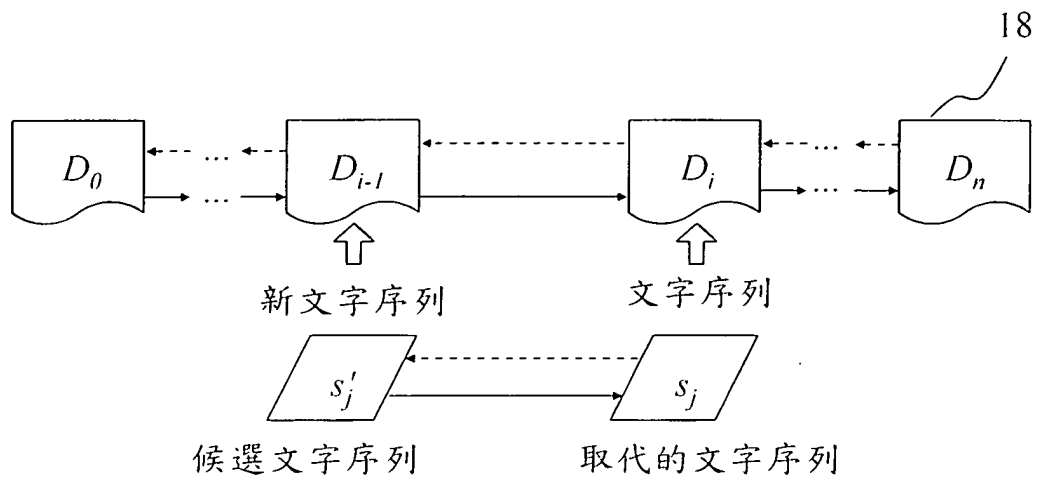 18
D₀ ... Dᵢ₋₁ Dᵢ ... Dₙ
... ...
新文字序列 文字序列
s′ⱼ sⱼ
候選文字序列 取代的文字序列